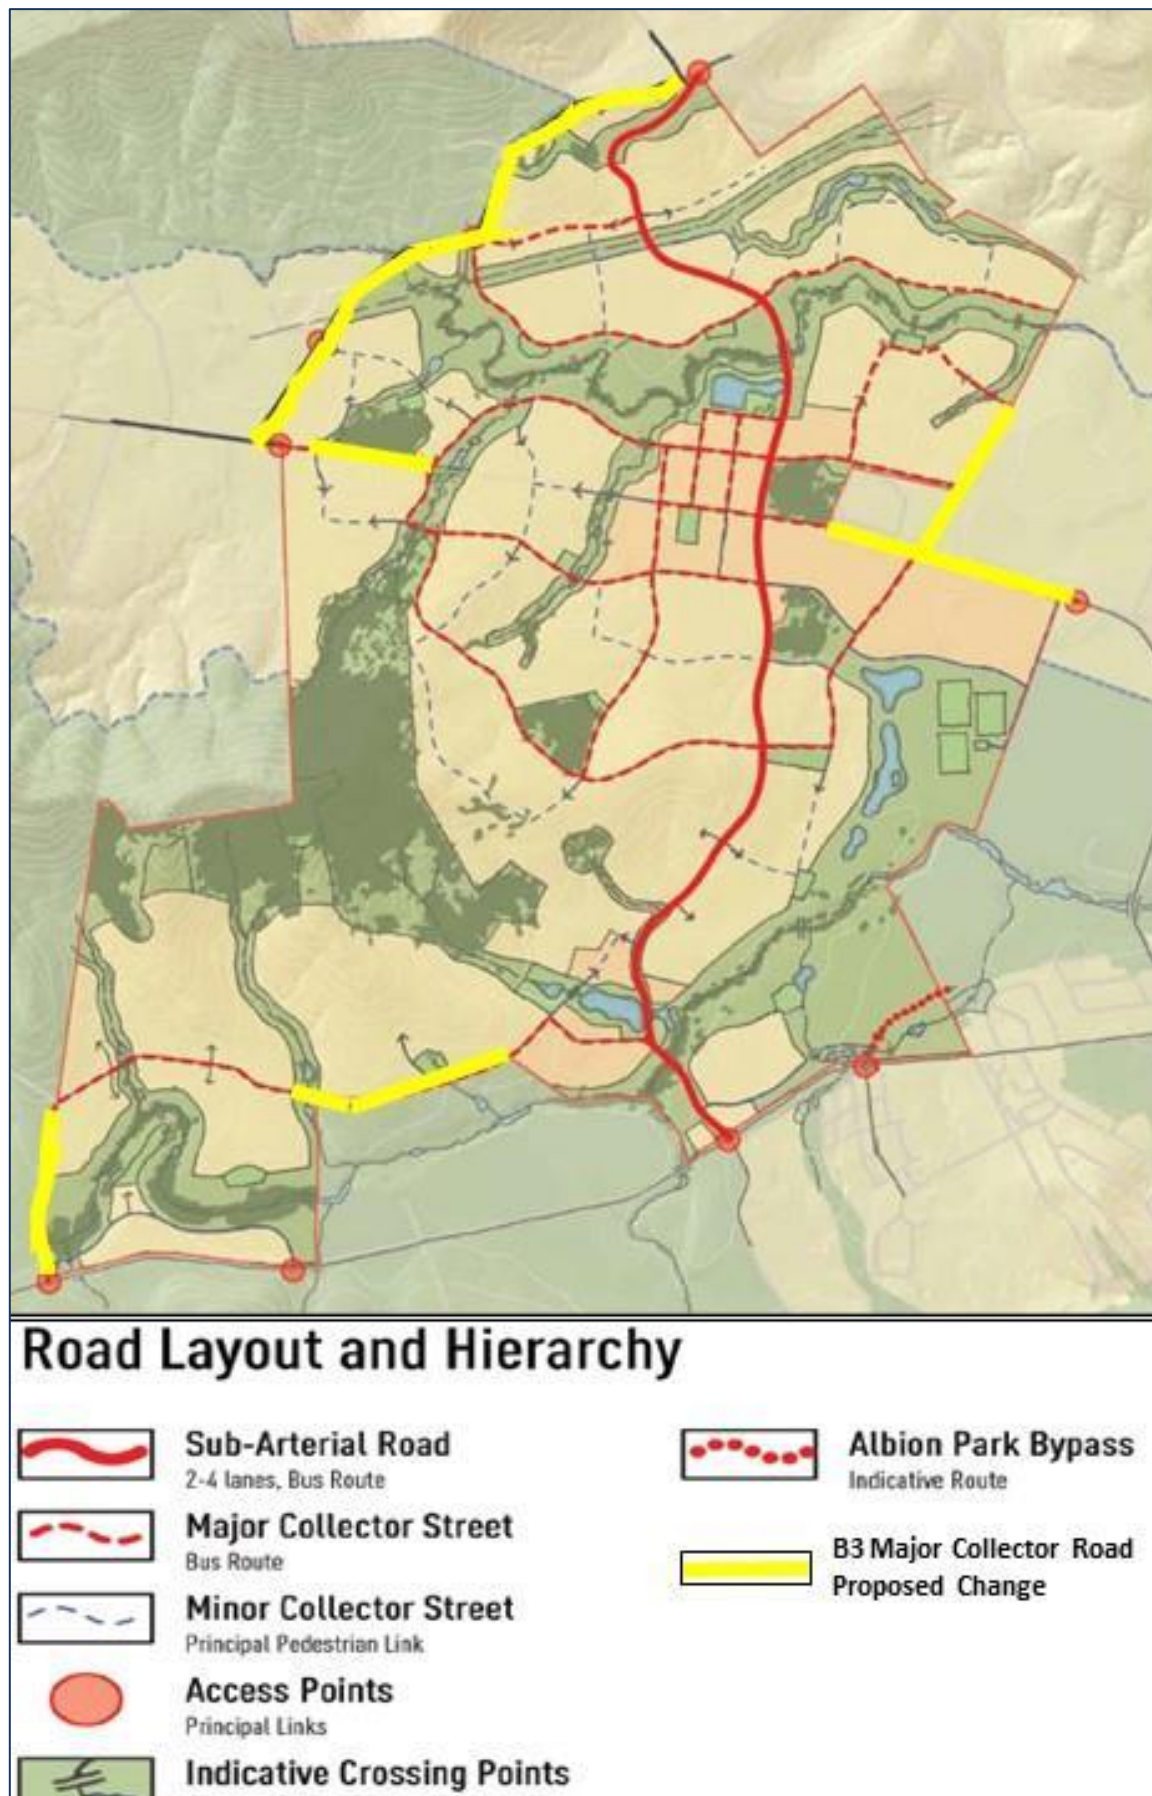 Road Layout and Hierarchy
Sub-Arterial Road
2-4 lanes, Bus Route
Major Collector Street
Bus Route
Minor Collector Street
Principal Pedestrian Link
Access Points
Principal Links
Indicative Crossing Points
Albion Park Bypass
Indicative Route
B3 Major Collector Road
Proposed Change